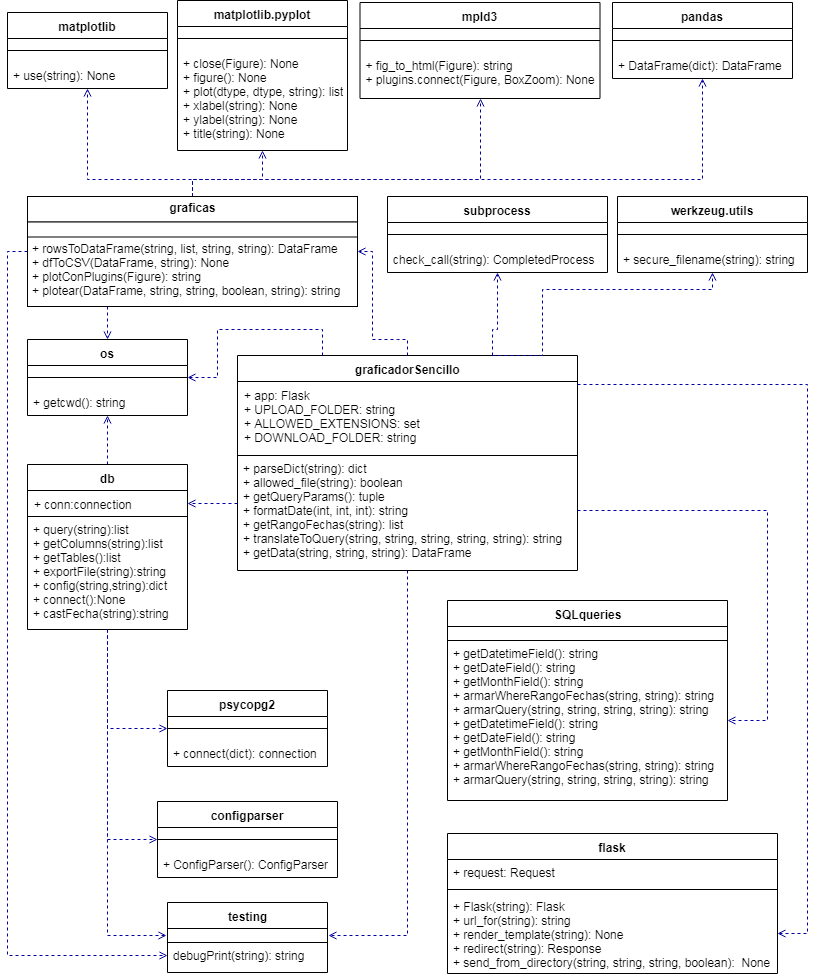 matplotlib
+ use(string): None
matplotlib.pyplot
+ close(Figure): None
+ figure(): None
+ plot(dtype, dtype, string): list
+ xlabel(string): None
+ ylabel(string): None
+ title(string): None
mpld3
+ fig_to_html(Figure): string
+ plugins.connect(Figure, BoxZoom): None
pandas
+ DataFrame(dict): DataFrame
graficas
+ rowsToDataFrame(string, list, string, string): DataFrame
+ dfToCSV(DataFrame, string): None
+ plotConPlugins(Figure): string
+ plotear(DataFrame, string, string, boolean, string): string
subprocess
check_call(string): CompletedProcess
werkzeug.utils
+ secure_filename(string): string
os
+ getcwd(): string
graficadorSencillo
+ app: Flask
+ UPLOAD_FOLDER: string
+ ALLOWED_EXTENSIONS: set
+ DOWNLOAD_FOLDER: string
+ parseDict(string): dict
+ allowed_file(string): boolean
+ getQueryParams(): tuple
+ formatDate(int, int, int): string
+ getRangoFechas(string): list
+ translateToQuery(string, string, string, string, string): string
+ getData(string, string, string): DataFrame
db
+ conn:connection
+ query(string):list
+ getColumns(string):list
+ getTables():list
+ exportFile(string):string
+ config(string,string):dict
+ connect():None
+ castFecha(string):string
SQLqueries
+ getDatetimeField(): string
+ getDateField(): string
+ getMonthField(): string
+ armarWhereRangoFechas(string, string): string
+ armarQuery(string, string, string, string): string
+ getDatetimeField(): string
+ getDateField(): string
+ getMonthField(): string
+ armarWhereRangoFechas(string, string): string
+ armarQuery(string, string, string, string): string
psycopg2
+ connect(dict): connection
configparser
+ ConfigParser(): ConfigParser
testing
debugPrint(string): string
flask
+ request: Request
+ Flask(string): Flask
+ url_for(string): string
+ render_template(string): None
+ redirect(string): Response
+ send_from_directory(string, string, string, boolean):  None